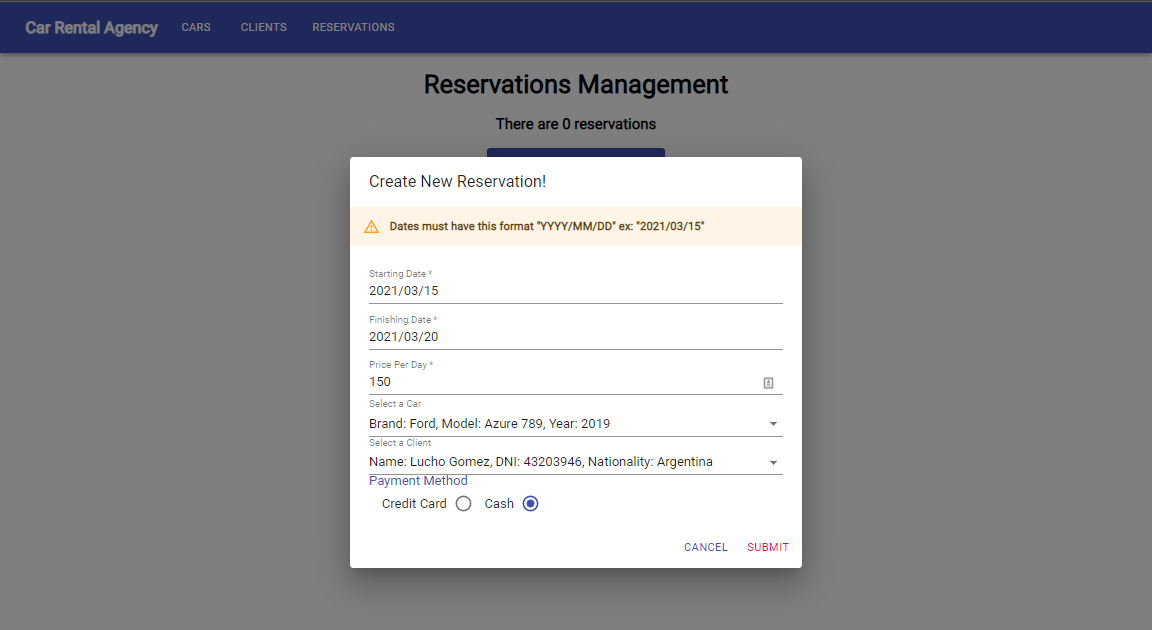 Car Rental Agency CARS CLIENTS RESERVATIONS
Reservations Management
There are 0 reservations
Create New Reservation!
Dates must have this format "YYYY/MM/DD" ex: "2021/03/15"
Starting Date *
2021/03/15
Finishing Date *
2021/03/20
Price Per Day *
150
Select a Car
Brand: Ford, Model: Azure 789, Year: 2019
Select a Client
Name: Lucho Gomez, DNI: 43203946, Nationality: Argentina
Payment Method
Credit Card Cash
CANCEL SUBMIT